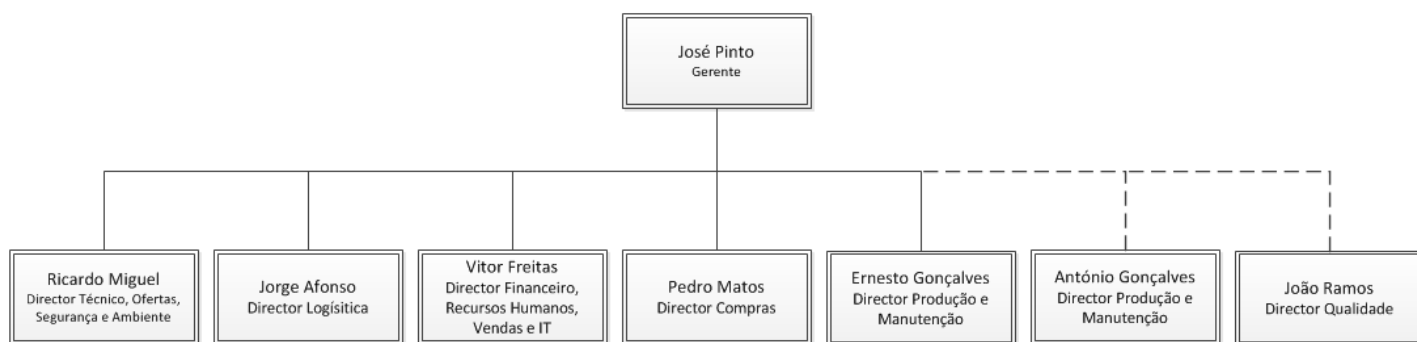 José Pinto
Gerente
Ricardo Miguel
Director Técnico, Ofertas,
Segurança e Ambiente
Jorge Afonso
Director Logísitica
Vitor Freitas
Director Financeiro,
Recursos Humanos,
Vendas e IT
Pedro Matos
Director Compras
Ernesto Gonçalves
Director Produção e
Manutenção
António Gonçalves
Director Produção e
Manutenção
João Ramos
Director Qualidade